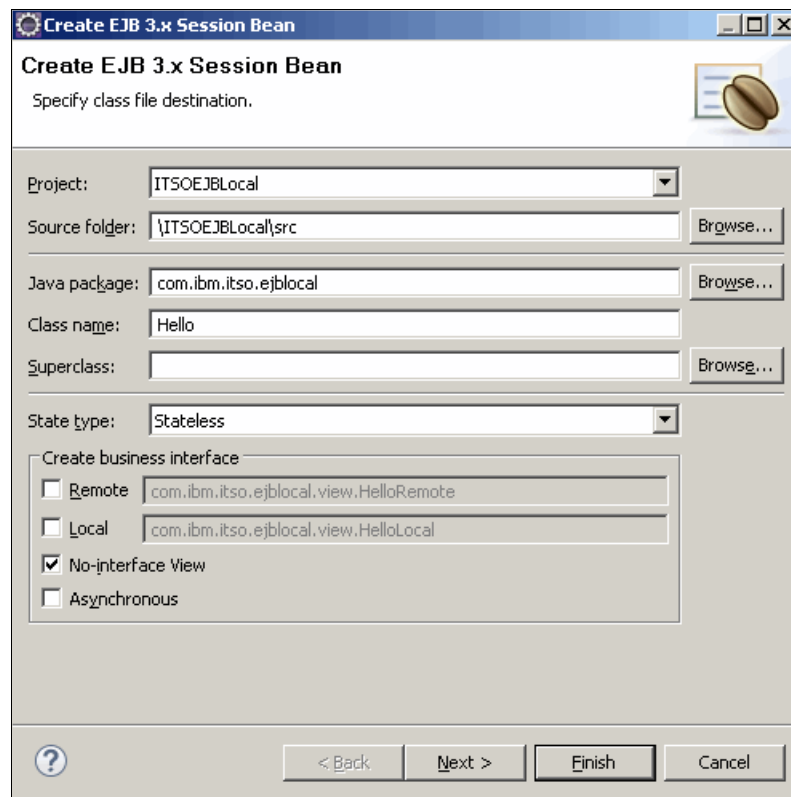 Create EJB 3.x Session Bean
Create EJB 3.x Session Bean
Specify class file destination.
Project: ITSOEJBLocal
Source folder: \ITSOEJBLocal\src Browse...
Java package: com.ibm.itso.ejblocal Browse...
Class name: Hello
Superclass: Browse...
State type: Stateless
Create business interface
Remote com.ibm.itso.ejblocal.view.HelloRemote
Local com.ibm.itso.ejblocal.view.HelloLocal
No-interface View
Asynchronous
? < Back Next > Finish Cancel